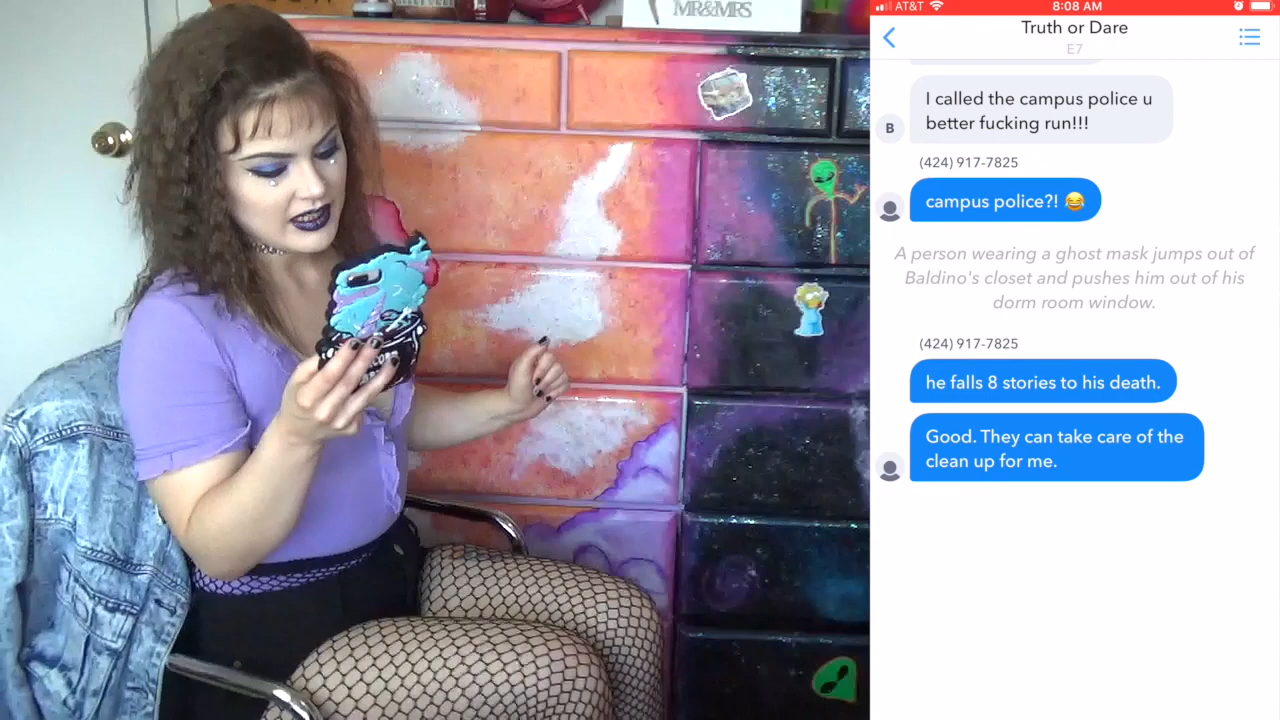 MR&MRS
AT&T
8:08 AM
Truth or Dare
E7
I called the campus police u
better fucking run!!!
B
(424) 917-7825
campus police?! 😂
A person wearing a ghost mask jumps out of
Baldino's closet and pushes him out of his
dorm room window.
(424) 917-7825
he falls 8 stories to his death.
Good. They can take care of the
clean up for me.